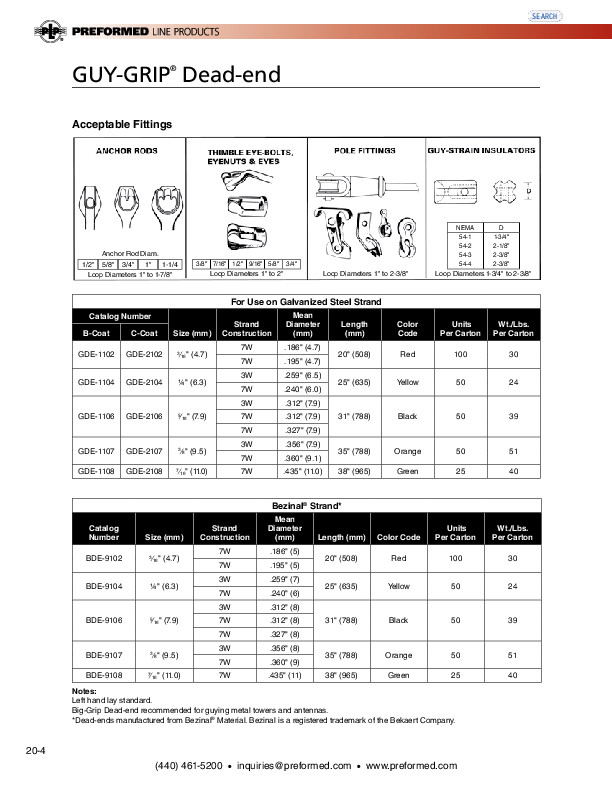 SEARCH
PLP
PREFORMED LINE PRODUCTS
GUY-GRIP® Dead-end
Acceptable Fittings
ANCHOR RODS
Anchor Rod Diam.
1/2" 5/8" 3/4" 1" 1-1/4
Loop Diameters 1" to 1-7/8"
THIMBLE EYE-BOLTS,
EYENUTS & EYES
3/8" 7/16" 1/2" 9/16" 5/8" 3/4"
Loop Diameters 1" to 2"
POLE FITTINGS
Loop Diameters 1" to 2-3/8"
GUY-STRAIN INSULATORS
D
NEMA D
54-1 1-3/4"
54-2 2-1/8"
54-3 2-3/8"
54-4 2-3/8"
Loop Diameters 1-3/4" to 2-3/8"
For Use on Galvanized Steel Strand
Catalog Number
B-Coat C-Coat Size (mm) Strand Construction Mean Diameter (mm) Length (mm) Color Code Units Per Carton Wt./Lbs. Per Carton
GDE-1102 GDE-2102 3/16" (4.7) 7W .186" (4.7) 20" (508) Red 100 30
7W .195" (4.7)
GDE-1104 GDE-2104 1/4" (6.3) 3W .259" (6.5) 25" (635) Yellow 50 24
7W .240" (6.0)
GDE-1106 GDE-2106 5/16" (7.9) 3W .312" (7.9) 31" (788) Black 50 39
7W .312" (7.9)
7W .327" (7.9)
GDE-1107 GDE-2107 3/8" (9.5) 3W .356" (7.9) 35" (788) Orange 50 51
7W .360" (9.1)
GDE-1108 GDE-2108 7/16" (11.0) 7W .435" (11.0) 38" (965) Green 25 40
Bezinal® Strand*
Catalog Number Size (mm) Strand Construction Mean Diameter (mm) Length (mm) Color Code Units Per Carton Wt./Lbs. Per Carton
BDE-9102 3/16" (4.7) 7W .186" (5) 20" (508) Red 100 30
7W .195" (5)
BDE-9104 1/4" (6.3) 3W .259" (7) 25" (635) Yellow 50 24
7W .240" (6)
BDE-9106 5/16" (7.9) 3W .312" (8) 31" (788) Black 50 39
7W .312" (8)
7W .327" (8)
BDE-9107 3/8" (9.5) 3W .356" (8) 35" (788) Orange 50 51
7W .360" (9)
BDE-9108 7/16" (11.0) 7W .435" (11) 38" (965) Green 25 40
Notes:
Left hand lay standard.
Big-Grip Dead-end recommended for guying metal towers and antennas.
*Dead-ends manufactured from Bezinal® Material. Bezinal is a registered trademark of the Bekaert Company.
20-4
(440) 461-5200 • inquiries@preformed.com • www.preformed.com